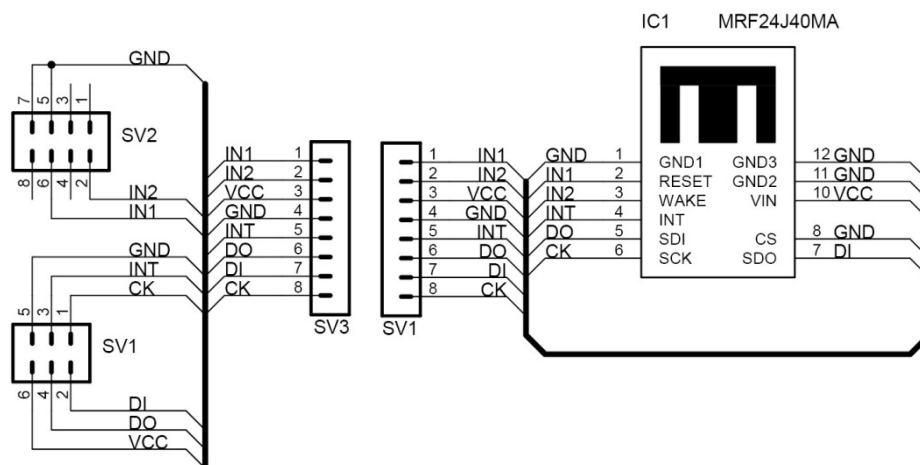 IC1 MRF24J40MA
GND
7 5 3 1
SV2
8 6 4 2
IN2
IN1
GND
INT
CK
5 3 1
SV1
6 4 2
DI
DO
VCC
IN1 1
IN2 2
VCC 3
GND 4
INT 5
DO 6
DI 7
CK 8
SV3
1 IN1
2 IN2
3 VCC
4 GND
5 INT
6 DO
7 DI
8 CK
SV1
GND 1 GND1 GND3 12 GND
IN1 2 RESET GND2 11 GND
IN2 3 WAKE VIN 10 VCC
INT 4 INT
DO 5 SDI CS 8 GND
CK 6 SCK SDO 7 DI